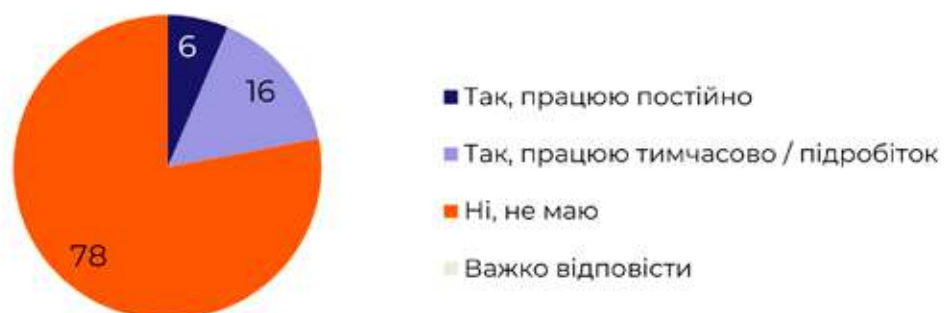 6
16
78
Так, працюю постійно
Так, працюю тимчасово / підробіток
Ні, не маю
Важко відповісти